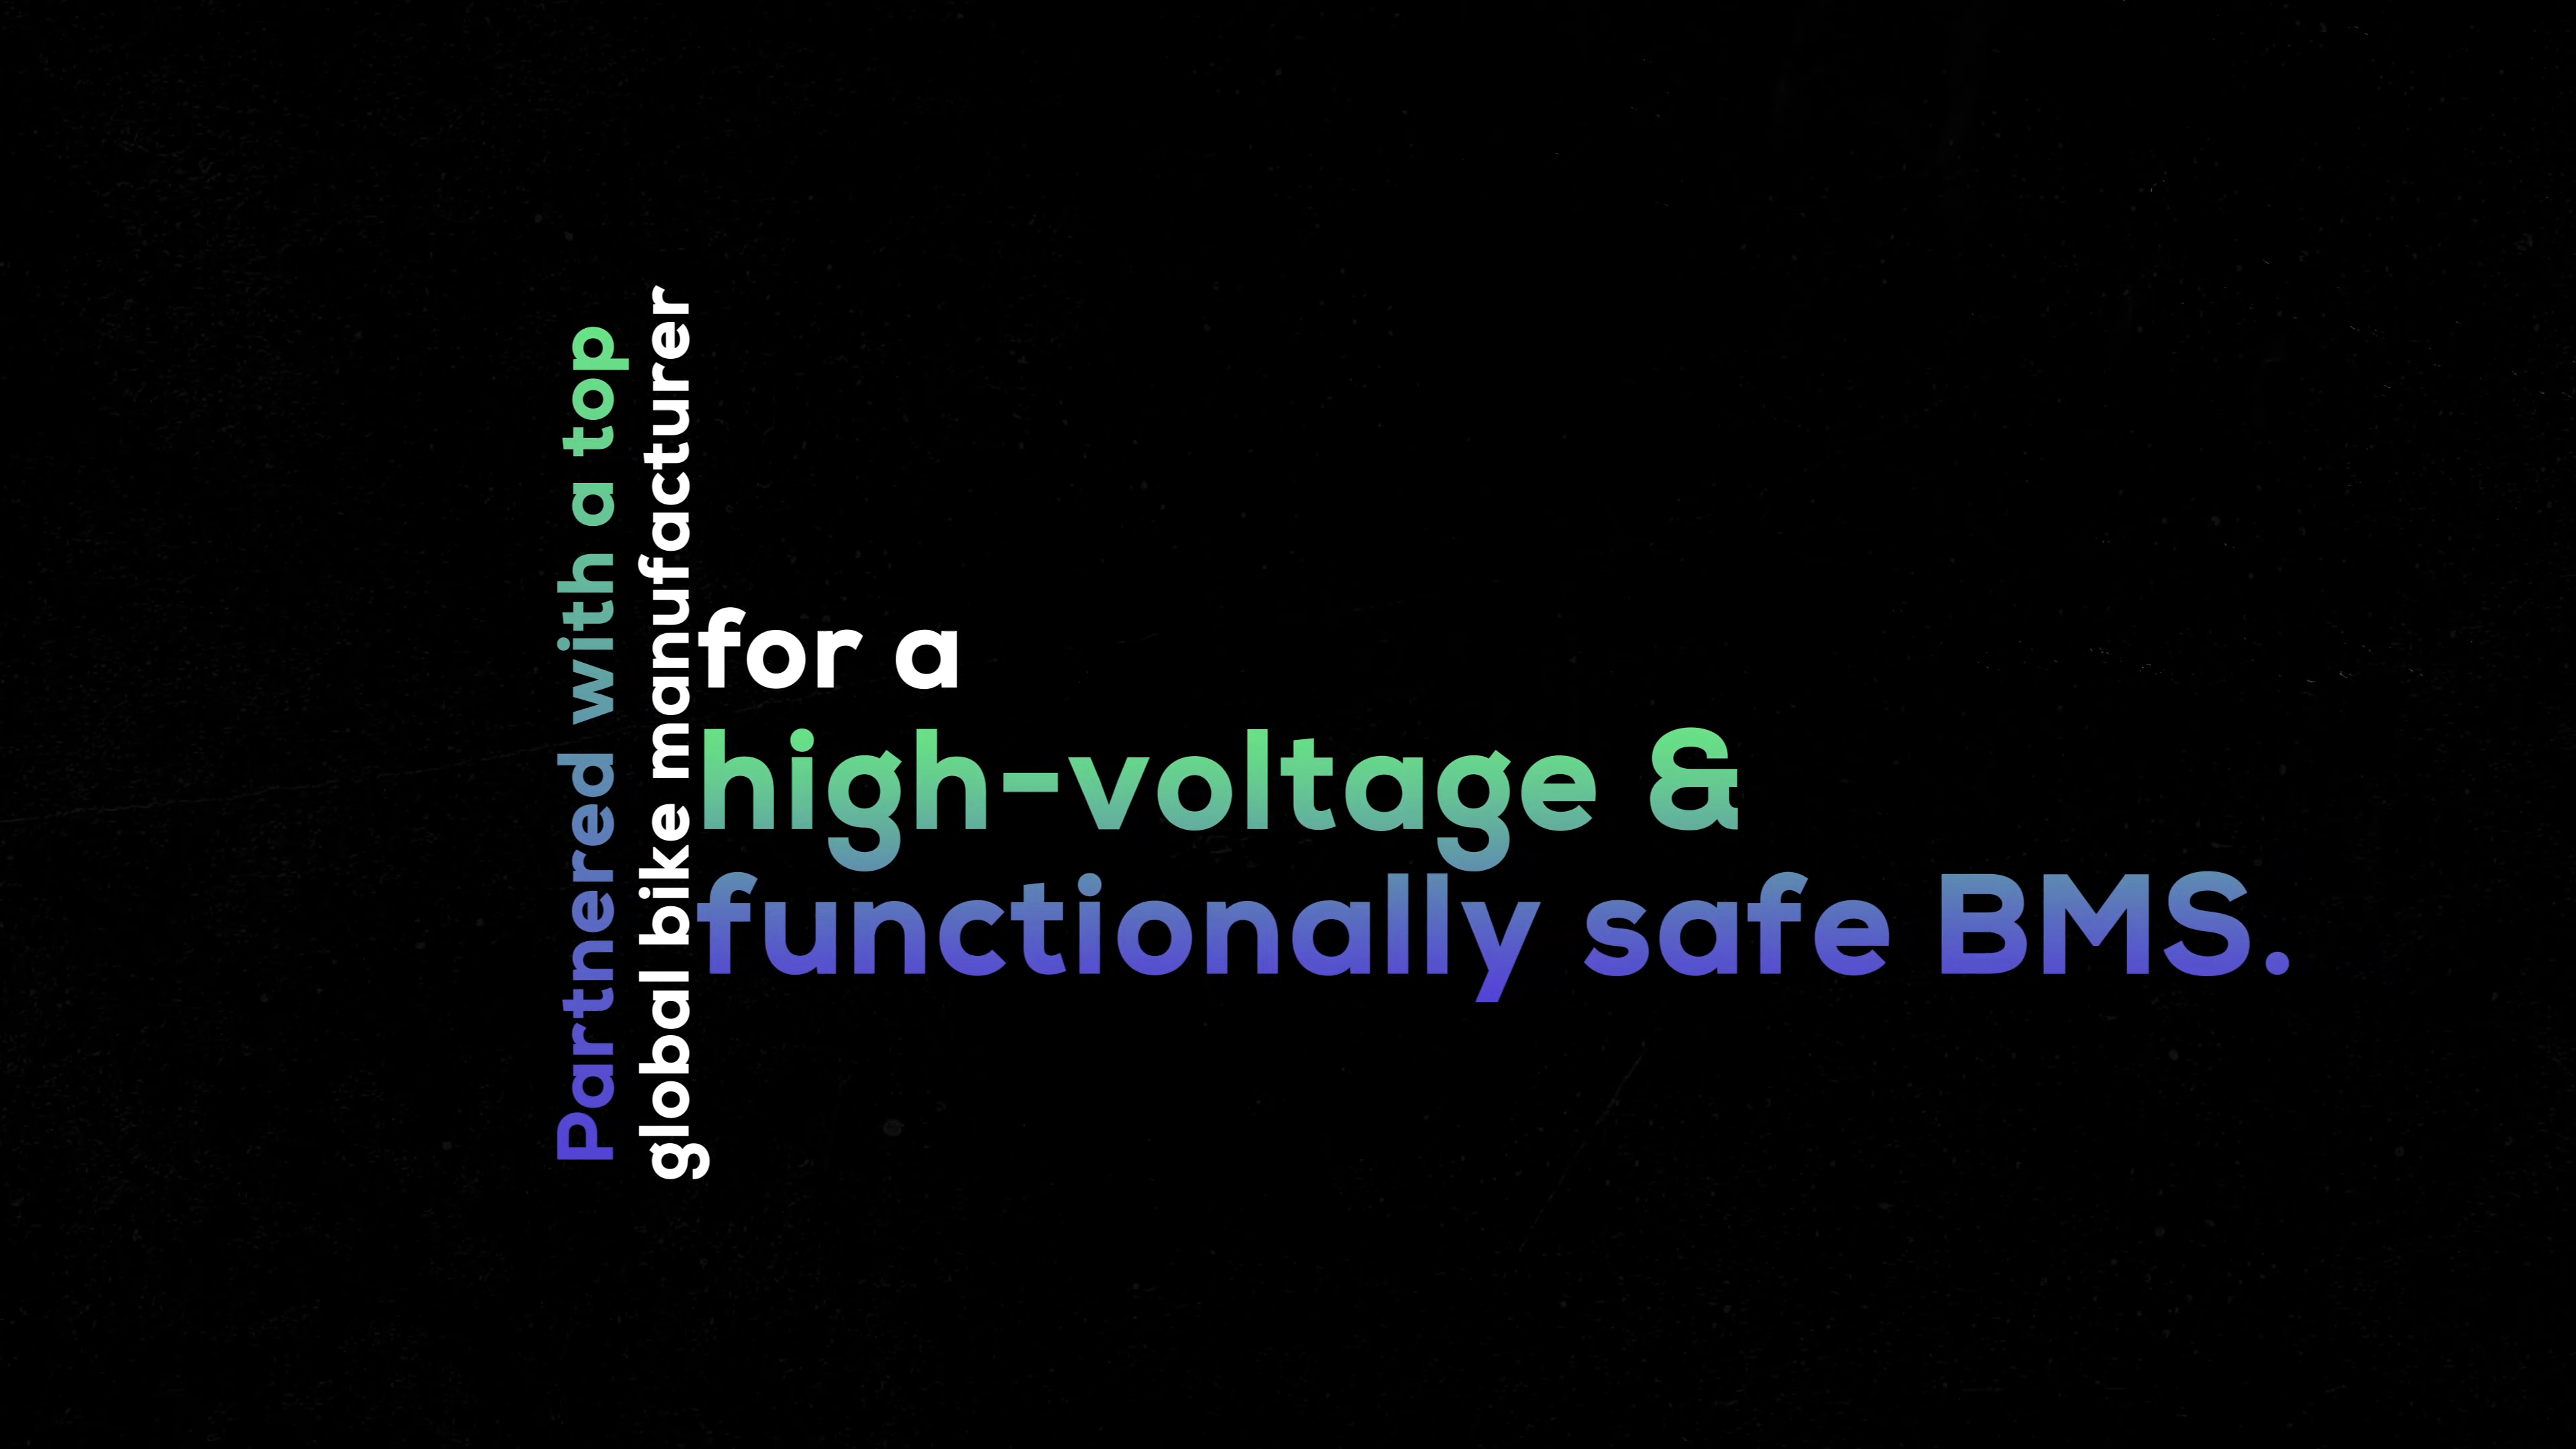 Partnered with a top
global bike manufacturer
for a
high-voltage &
functionally safe BMS.